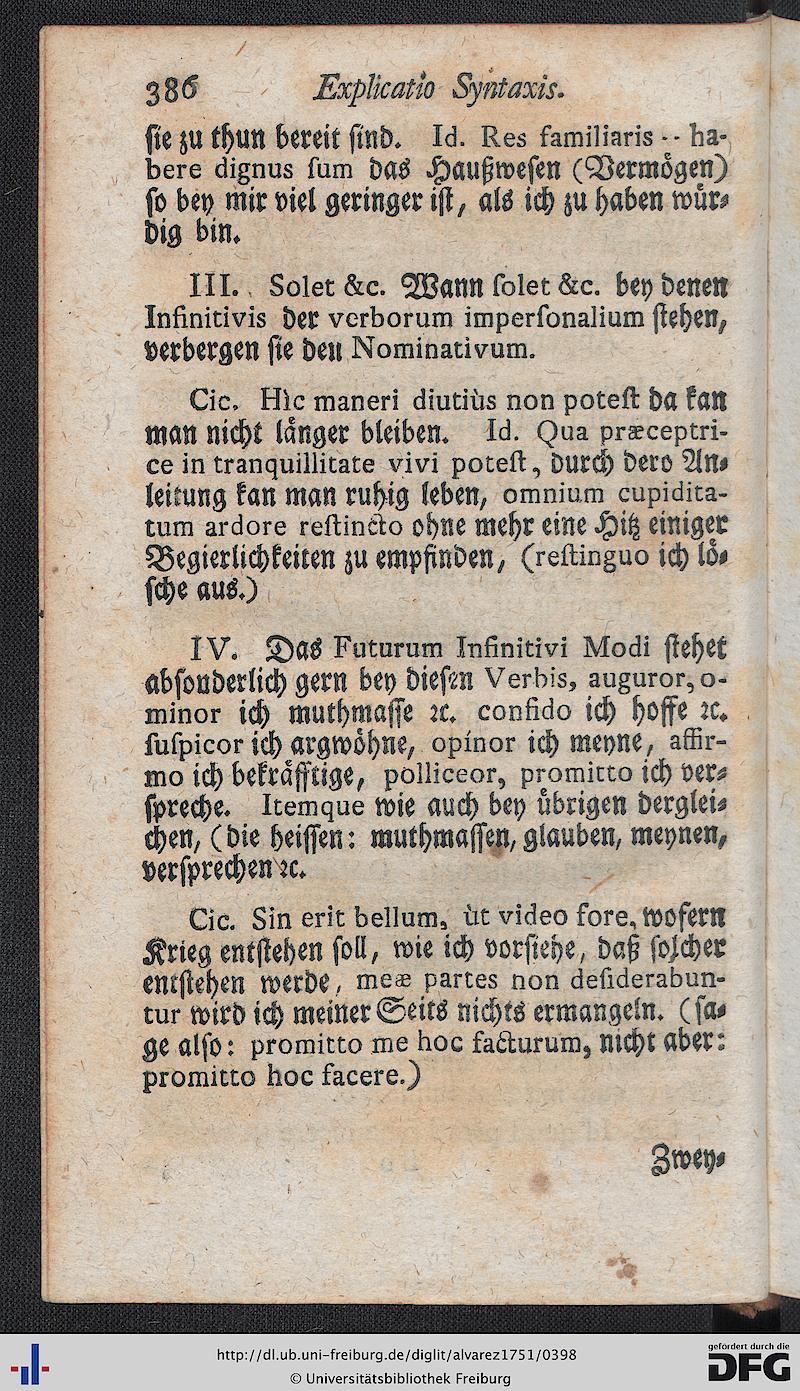 386 Explicatio Syntaxis.
ſie zu thun bereit ſind. Id. Res familiaris -- ha-
bere dignus ſum das Haußweſen (Vermögen)
ſo bey mir viel geringer iſt, als ich zu haben wür-
dig bin.
III. Solet &c. Wann ſolet &c. bey denen
Infinitivis der verborum imperſonalium ſtehen,
verbergen ſie den Nominativum.
Cic. Hìc maneri diutiùs non poteſt da kan
man nicht länger bleiben. Id. Qua præceptri-
ce in tranquillitate vivi poteſt, durch dero An-
leitung kan man ruhig leben, omnium cupidita-
tum ardore reſtincto ohne mehr eine Hitz einiger
Begierlichkeiten zu empfinden, (reſtinguo ich lö-
ſche aus.)
IV. Das Futurum Infinitivi Modi ſtehet
abſonderlich gern bey dieſen Verbis, auguror, o-
minor ich muthmaſſe ꝛc. confido ich hoffe ꝛc.
ſuſpicor ich argwöhne, opinor ich meyne, affir-
mo ich bekräfftige, polliceor, promitto ich ver-
ſpreche. Itemque wie auch bey übrigen derglei-
chen, (die heiſſen: muthmaſſen, glauben, meynen,
verſprechen ꝛc.
Cic. Sin erit bellum, ùt video fore, wofern
Krieg entſtehen ſoll, wie ich vorſiehe, daß ſolcher
entſtehen werde, meæ partes non deſiderabun-
tur wird ich meiner Seits nichts ermangeln. (ſa-
ge alſo: promitto me hoc facturum, nicht aber:
promitto hoc facere.)
Zwey-
http://dl.ub.uni-freiburg.de/diglit/alvarez1751/0398
© Universitätsbibliothek Freiburg
gefördert durch die
DFG